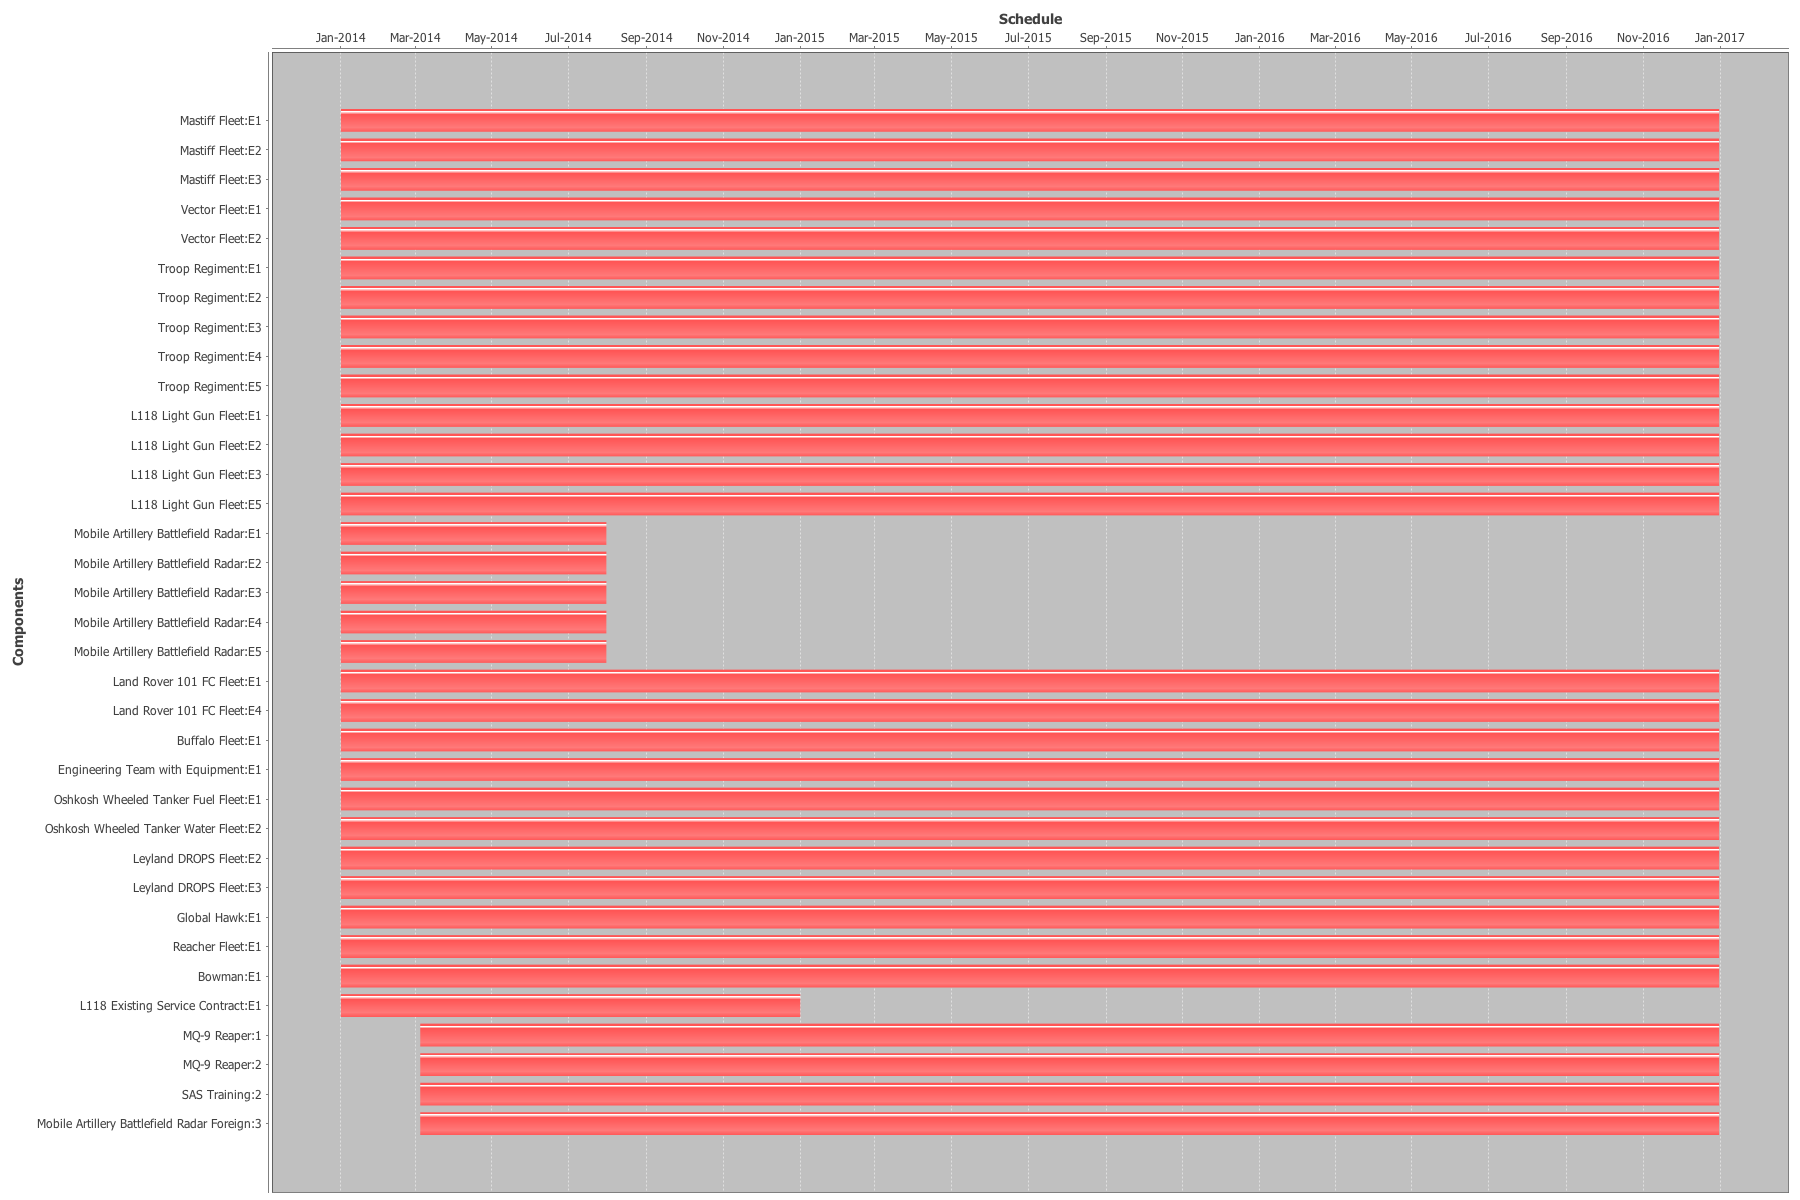 Schedule
Jan-2014 Mar-2014 May-2014 Jul-2014 Sep-2014 Nov-2014 Jan-2015 Mar-2015 May-2015 Jul-2015 Sep-2015 Nov-2015 Jan-2016 Mar-2016 May-2016 Jul-2016 Sep-2016 Nov-2016 Jan-2017
Components
Mastiff Fleet:E1
Mastiff Fleet:E2
Mastiff Fleet:E3
Vector Fleet:E1
Vector Fleet:E2
Troop Regiment:E1
Troop Regiment:E2
Troop Regiment:E3
Troop Regiment:E4
Troop Regiment:E5
L118 Light Gun Fleet:E1
L118 Light Gun Fleet:E2
L118 Light Gun Fleet:E3
L118 Light Gun Fleet:E5
Mobile Artillery Battlefield Radar:E1
Mobile Artillery Battlefield Radar:E2
Mobile Artillery Battlefield Radar:E3
Mobile Artillery Battlefield Radar:E4
Mobile Artillery Battlefield Radar:E5
Land Rover 101 FC Fleet:E1
Land Rover 101 FC Fleet:E4
Buffalo Fleet:E1
Engineering Team with Equipment:E1
Oshkosh Wheeled Tanker Fuel Fleet:E1
Oshkosh Wheeled Tanker Water Fleet:E2
Leyland DROPS Fleet:E2
Leyland DROPS Fleet:E3
Global Hawk:E1
Reacher Fleet:E1
Bowman:E1
L118 Existing Service Contract:E1
MQ-9 Reaper:1
MQ-9 Reaper:2
SAS Training:2
Mobile Artillery Battlefield Radar Foreign:3